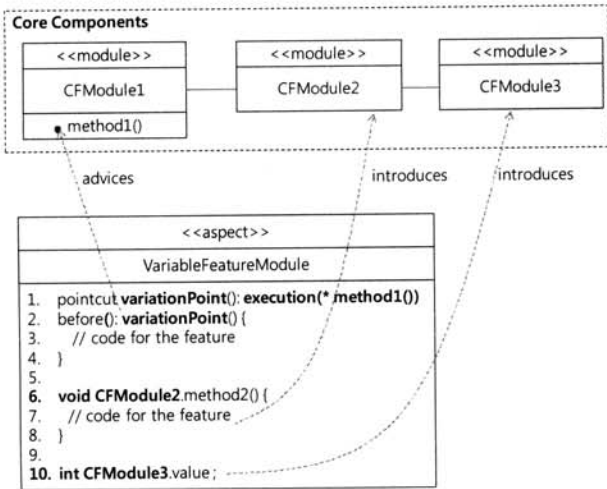 Core Components
<<module>>
CFModule1
method1()
<<module>>
CFModule2
<<module>>
CFModule3
advices
introduces
introduces
<<aspect>>
VariableFeatureModule
1. pointcut variationPoint(): execution(* method1())
2. before(): variationPoint() {
3. // code for the feature
4. }
5.
6. void CFModule2.method2() {
7. // code for the feature
8. }
9.
10. int CFModule3.value ;